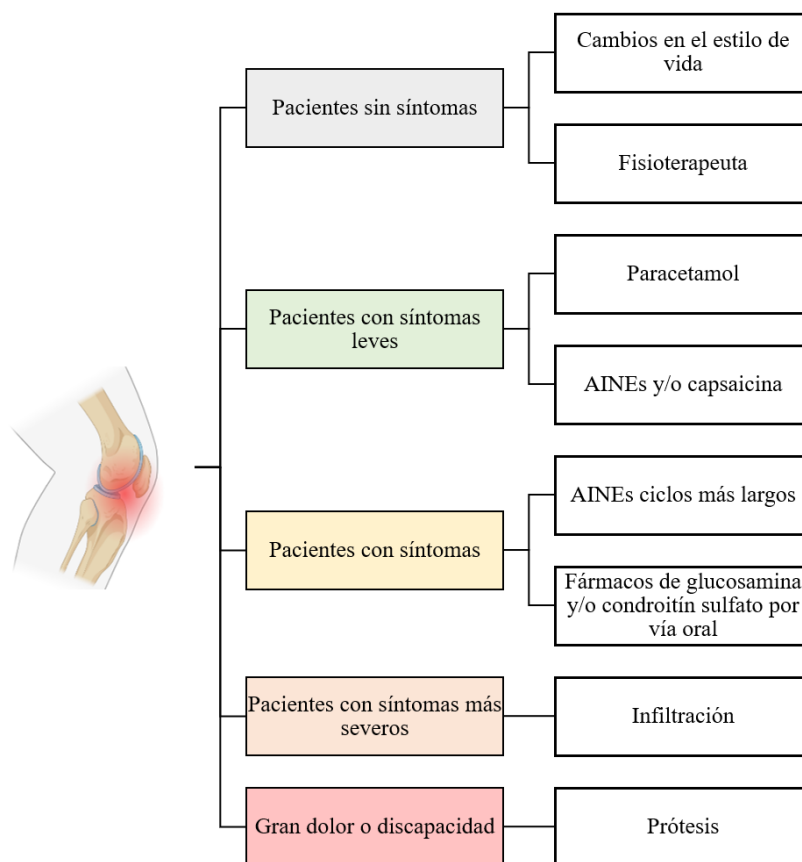 Pacientes sin síntomas
Cambios en el estilo de
vida
Fisioterapeuta
Pacientes con síntomas
leves
Paracetamol
AINEs y/o capsaicina
Pacientes con síntomas
AINEs ciclos más largos
Fármacos de glucosamina
y/o condroitín sulfato por
vía oral
Pacientes con síntomas más
severos
Infiltración
Gran dolor o discapacidad
Prótesis